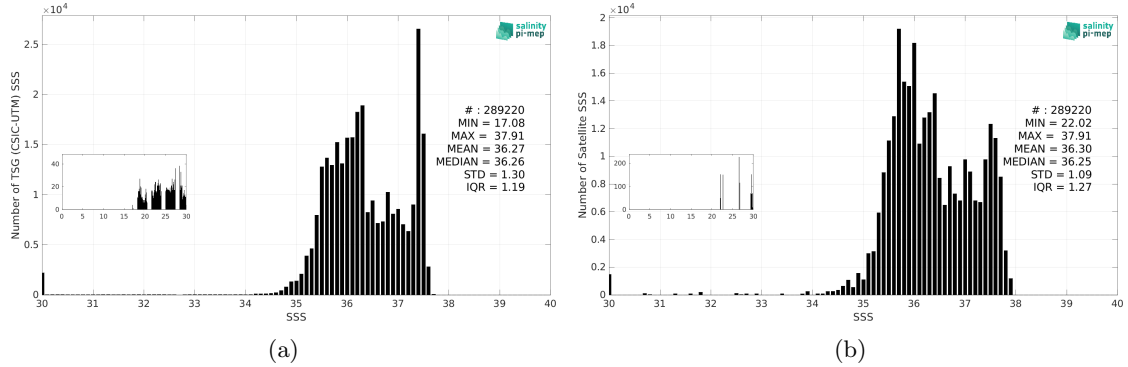 ×10⁴
2.5
2
1.5
1
0.5
0
30 31 32 33 34 35 36 37 38 39 40
SSS
Number of TSG (CSiC-UTM) SSS
salinity
pi-mep
# : 289220
MIN = 17.08
MAX = 37.91
MEAN = 36.27
MEDIAN = 36.26
STD = 1.30
IQR = 1.19
40
20
0
0 5 10 15 20 25 30
(a)
×10⁴
2
1.8
1.6
1.4
1.2
1
0.8
0.6
0.4
0.2
0
30 31 32 33 34 35 36 37 38 39 40
SSS
Number of Satellite SSS
salinity
pi-mep
# : 289220
MIN = 22.02
MAX = 37.91
MEAN = 36.30
MEDIAN = 36.25
STD = 1.09
IQR = 1.27
200
100
0
0 5 10 15 20 25 30
(b)